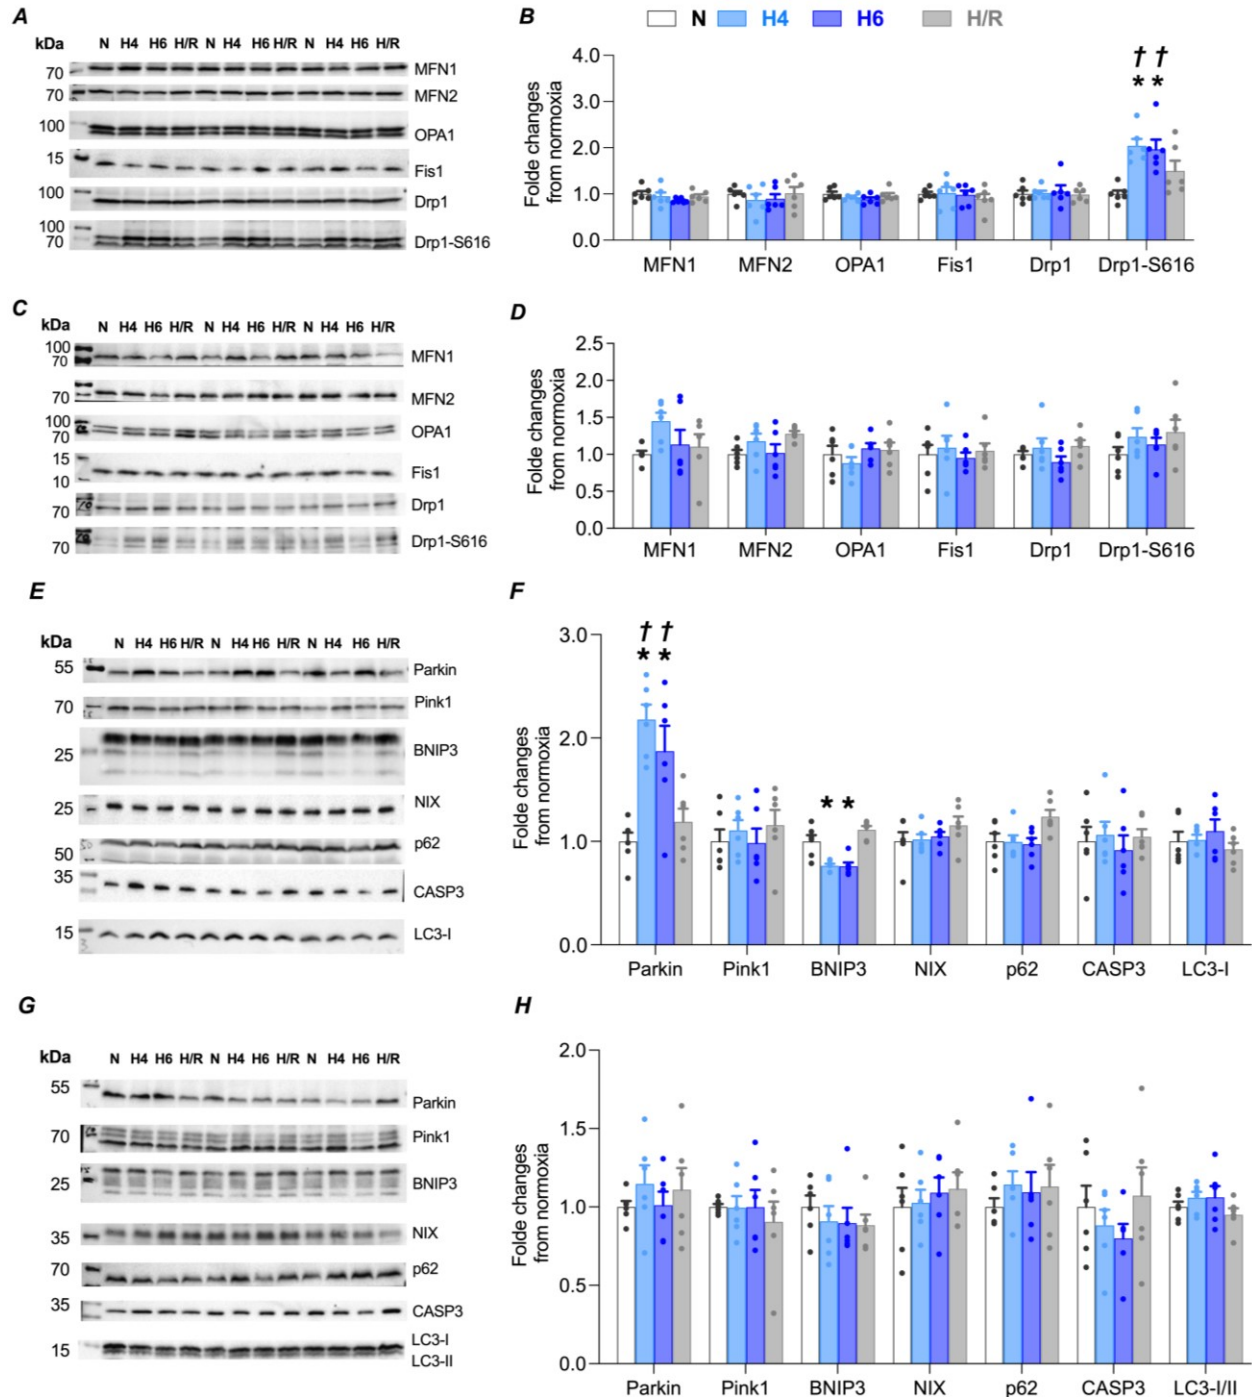 A
kDa N H4 H6 H/R N H4 H6 H/R N H4 H6 H/R
70 MFN1
70 MFN2
100 OPA1
15 Fis1
100 Drp1
100
70 Drp1-S616
B
N H4 H6 H/R
Folde changes
from normoxia
4.0
3.0
2.0
1.0
0.0
† †
* *
MFN1 MFN2 OPA1 Fis1 Drp1 Drp1-S616
C
kDa N H4 H6 H/R N H4 H6 H/R N H4 H6 H/R
100
70 MFN1
70 MFN2
100
70 OPA1
15
10 Fis1
70 Drp1
70 Drp1-S616
D
Folde changes
from normoxia
2.5
2.0
1.5
1.0
0.5
0.0
MFN1 MFN2 OPA1 Fis1 Drp1 Drp1-S616
E
kDa N H4 H6 H/R N H4 H6 H/R N H4 H6 H/R
55 Parkin
70 Pink1
25 BNIP3
25 NIX
50 p62
35
25 CASP3
15 LC3-I
F
Folde changes
from normoxia
3.0
2.0
1.0
0.0
† †
* *
* *
Parkin Pink1 BNIP3 NIX p62 CASP3 LC3-I
G
kDa N H4 H6 H/R N H4 H6 H/R N H4 H6 H/R
55 Parkin
70 Pink1
25 BNIP3
35 NIX
70 p62
35 CASP3
LC3-I
15
LC3-II
H
Folde changes
from normoxia
2.0
1.5
1.0
0.5
0.0
Parkin Pink1 BNIP3 NIX p62 CASP3 LC3-I/II